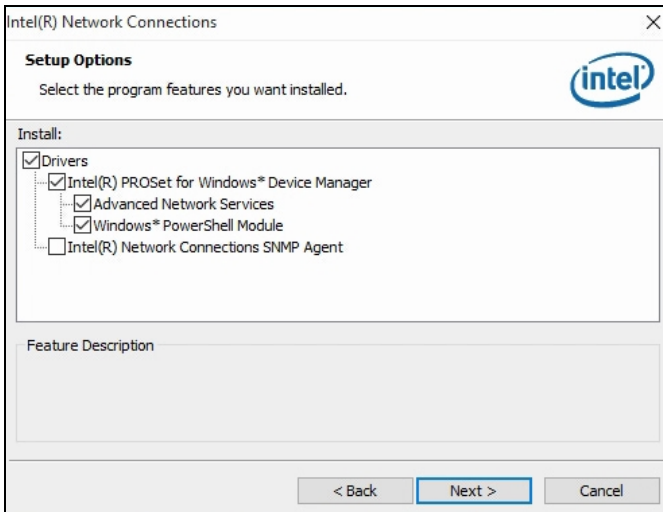 Intel(R) Network Connections
Setup Options
Select the program features you want installed.
intel
Install:
Drivers
Intel(R) PROSet for Windows* Device Manager
Advanced Network Services
Windows* PowerShell Module
Intel(R) Network Connections SNMP Agent
Feature Description
< Back Next > Cancel